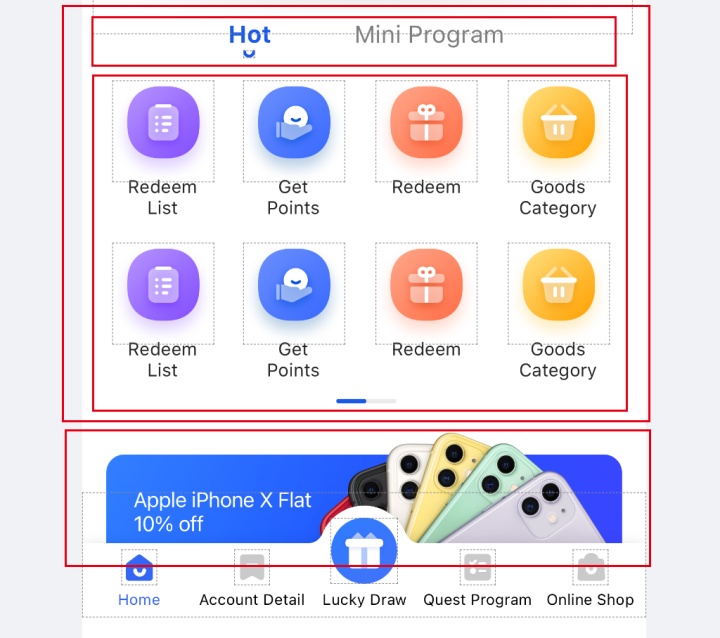 Hot
Mini Program
Redeem
List
Get
Points
Redeem
Goods
Category
Redeem
List
Get
Points
Redeem
Goods
Category
Apple iPhone X Flat
10% off
Home
Account Detail
Lucky Draw
Quest Program
Online Shop